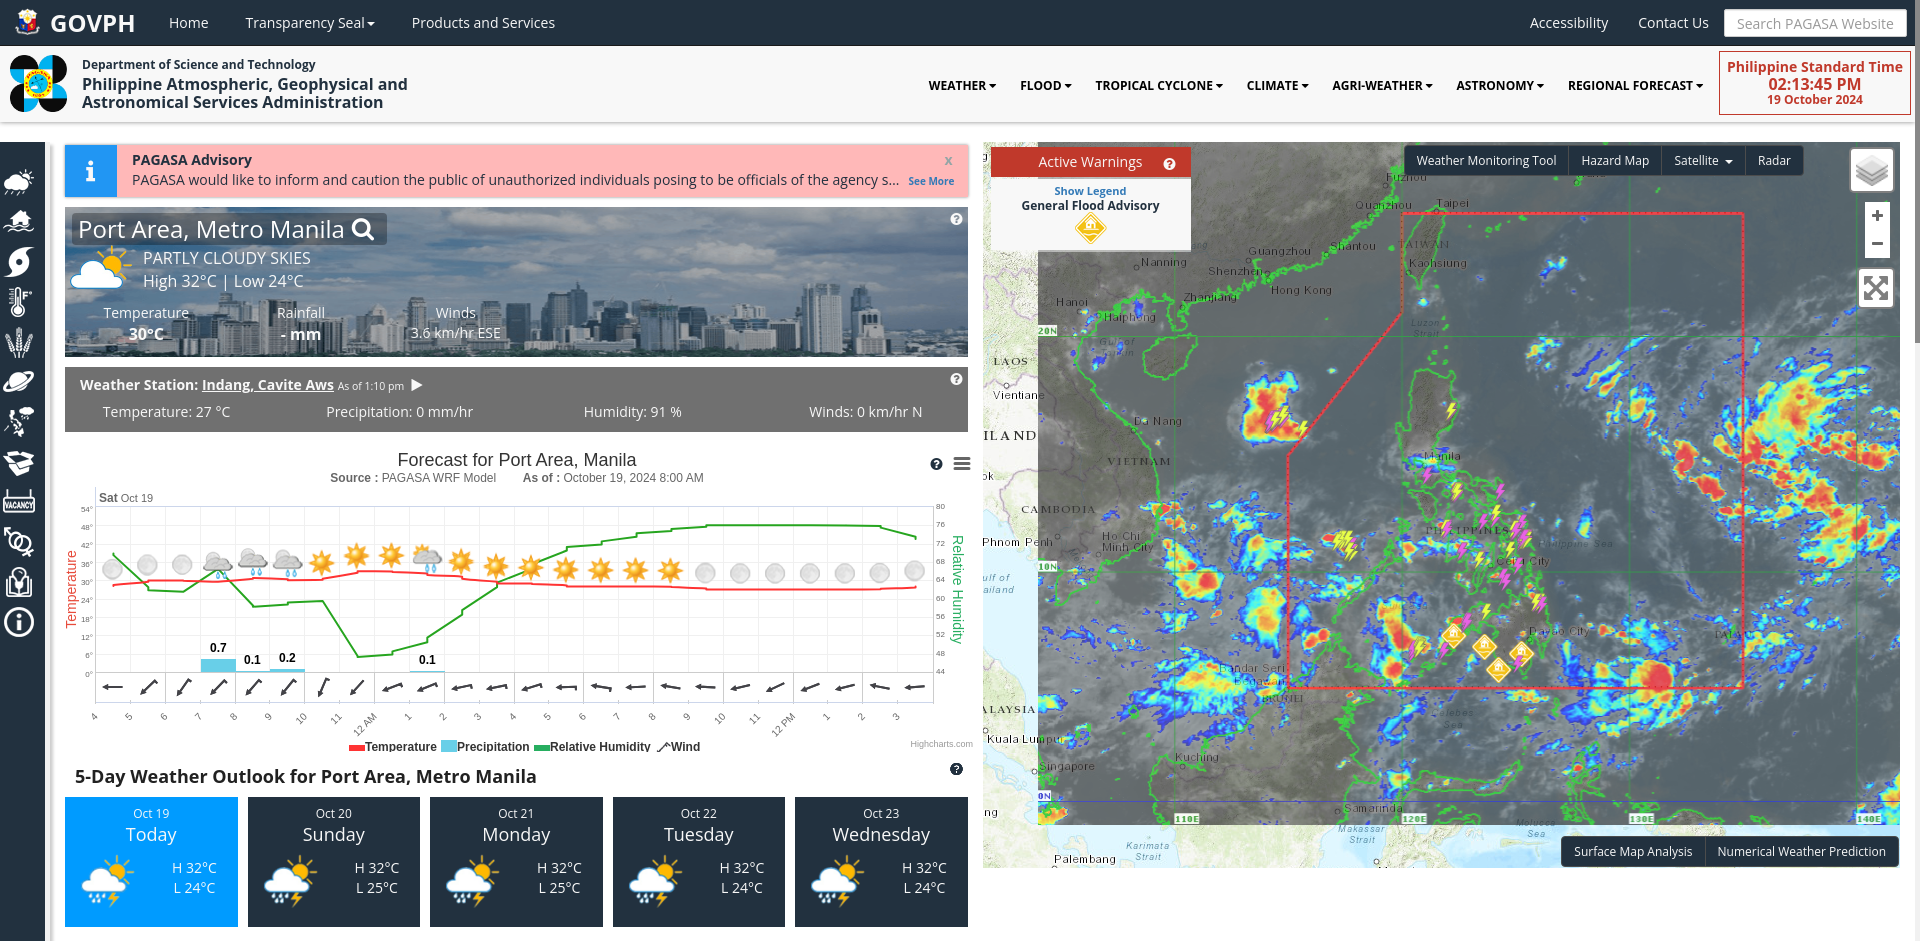 GOVPH
Home
Transparency Seal
Products and Services
Accessibility
Contact Us
Search PAGASA Website
Department of Science and Technology
Philippine Atmospheric, Geophysical and
Astronomical Services Administration
WEATHER
FLOOD
TROPICAL CYCLONE
CLIMATE
AGRI-WEATHER
ASTRONOMY
REGIONAL FORECAST
Philippine Standard Time
02:13:45 PM
19 October 2024
VACANCY
PAGASA Advisory
x
PAGASA would like to inform and caution the public of unauthorized individuals posing to be officials of the agency s... See More
Port Area, Metro Manila
PARTLY CLOUDY SKIES
High 32°C | Low 24°C
Temperature
30°C
Rainfall
- mm
Winds
3.6 km/hr ESE
Weather Station: Indang, Cavite Aws As of 1:10 pm
Temperature: 27 °C
Precipitation: 0 mm/hr
Humidity: 91 %
Winds: 0 km/hr N
Forecast for Port Area, Manila
Source : PAGASA WRF Model As of : October 19, 2024 8:00 AM
Sat Oct 19
Temperature
54°
48°
42°
36°
30°
24°
18°
12°
6°
0°
Relative Humidity
80
76
72
68
64
60
56
52
48
44
0.7
0.1
0.2
0.1
4 5 6 7 8 9 10 11 12 AM 1 2 3 4 5 6 7 8 9 10 11 12 PM 1 2 3
Temperature Precipitation Relative Humidity Wind
Highcharts.com
5-Day Weather Outlook for Port Area, Metro Manila
Oct 19
Today
H 32°C
L 24°C
Oct 20
Sunday
H 32°C
L 25°C
Oct 21
Monday
H 32°C
L 25°C
Oct 22
Tuesday
H 32°C
L 24°C
Oct 23
Wednesday
H 32°C
L 24°C
Active Warnings
Show Legend
General Flood Advisory
Weather Monitoring Tool
Hazard Map
Satellite
Radar
+
−
Fuzhou
Quanzhou
Taipei
TAIWAN
Shantou
Guangzhou
Kaohsiung
Nanning
Shenzhen
Hong Kong
Zhanjiang
Hanoi
Haiphong
Luzon
Strait
20N
LAOS
Vientiane
Da Nang
ILAND
VIETNAM
Manila
CAMBODIA
PHILIPPINES
Philippine Sea
Ho Chi
Minh City
Phnom Penh
Cebu City
10N
ulf of
ailand
Davao City
PALAU
Bandar Seri
Begawan
BRUNEI
ALAYSIA
Celebes
Sea
Kuala Lumpur
Kuching
Singapore
0N
Samarinda
110E
120E
130E
140E
Makassar
Strait
Molucca
Sea
Karimata
Strait
Palembang
Surface Map Analysis
Numerical Weather Prediction